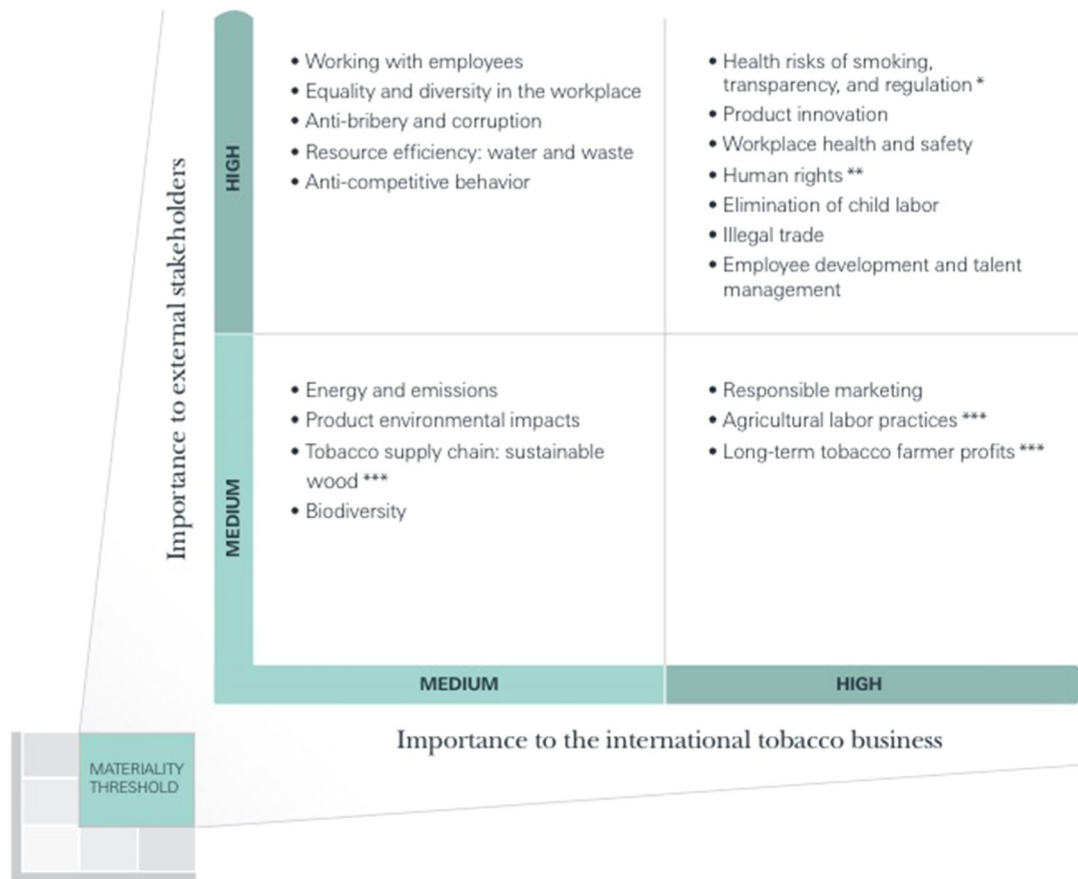 Importance to external stakeholders
HIGH
• Working with employees
• Equality and diversity in the workplace
• Anti-bribery and corruption
• Resource efficiency: water and waste
• Anti-competitive behavior
• Health risks of smoking,
transparency, and regulation *
• Product innovation
• Workplace health and safety
• Human rights **
• Elimination of child labor
• Illegal trade
• Employee development and talent
management
MEDIUM
• Energy and emissions
• Product environmental impacts
• Tobacco supply chain: sustainable
wood ***
• Biodiversity
• Responsible marketing
• Agricultural labor practices ***
• Long-term tobacco farmer profits ***
MEDIUM
HIGH
Importance to the international tobacco business
MATERIALITY
THRESHOLD